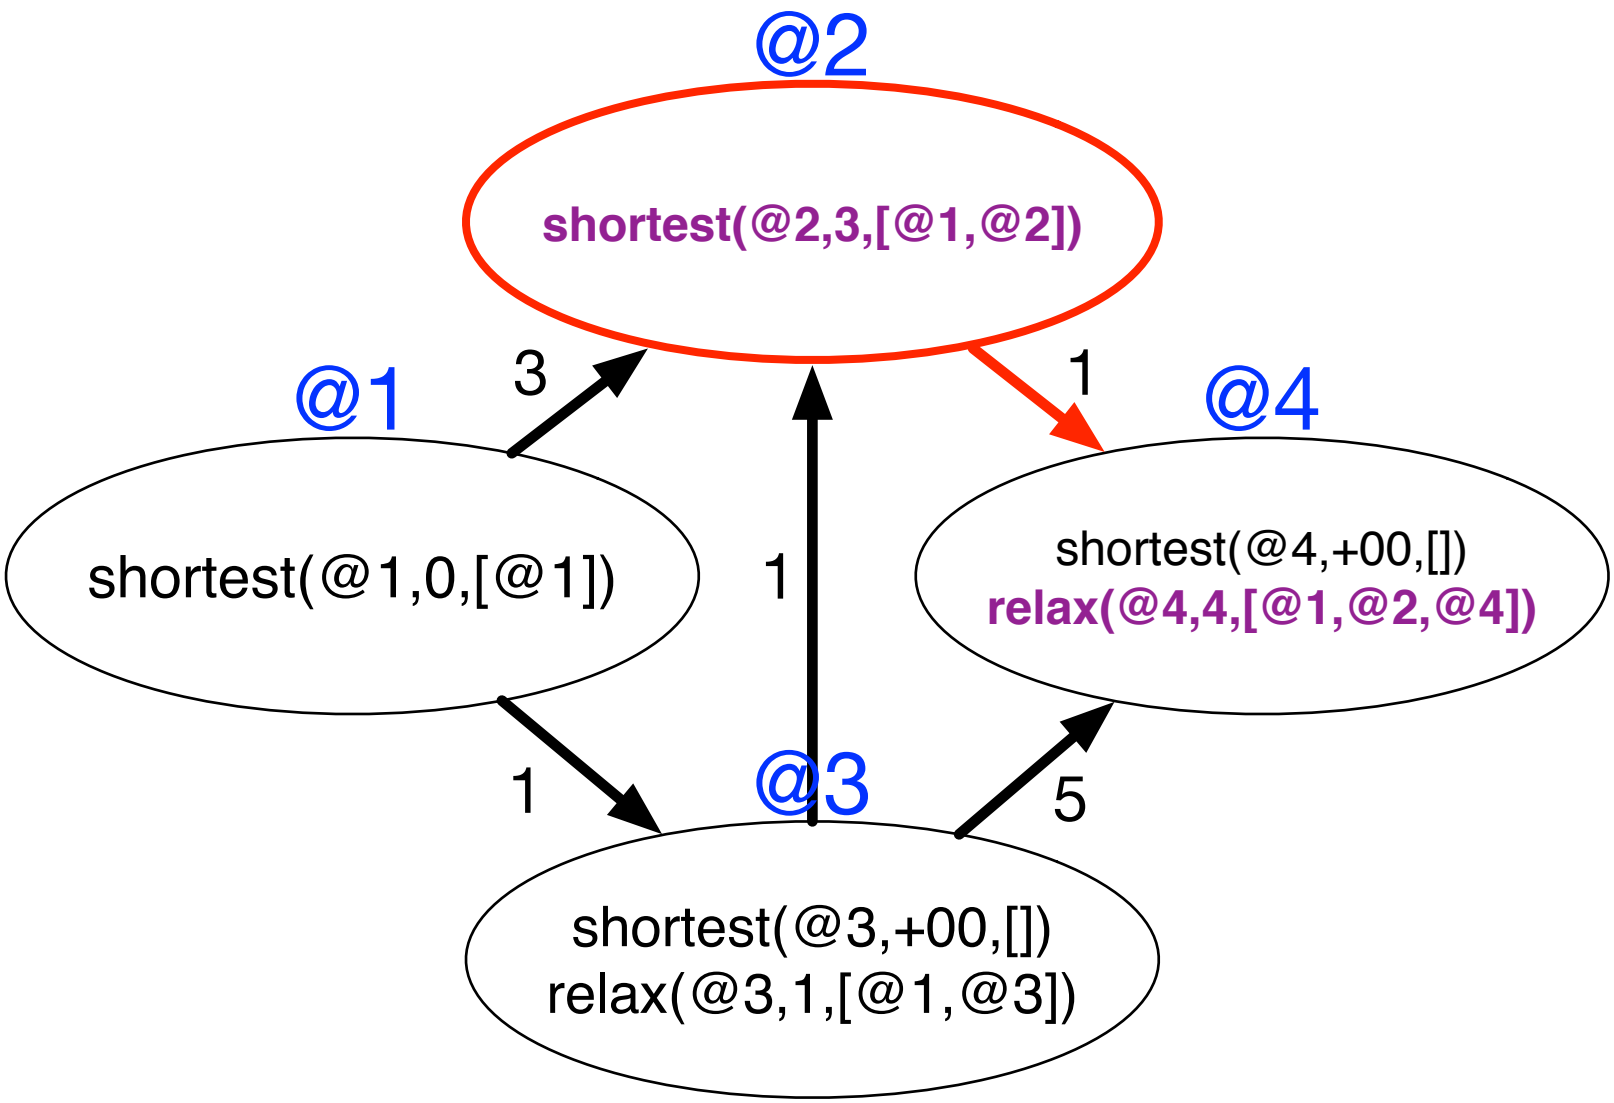 @2
shortest(@2,3,[@1,@2])
3
1
@1
@4
shortest(@1,0,[@1])
1
shortest(@4,+00,[])
relax(@4,4,[@1,@2,@4])
1
@3
5
shortest(@3,+00,[])
relax(@3,1,[@1,@3])